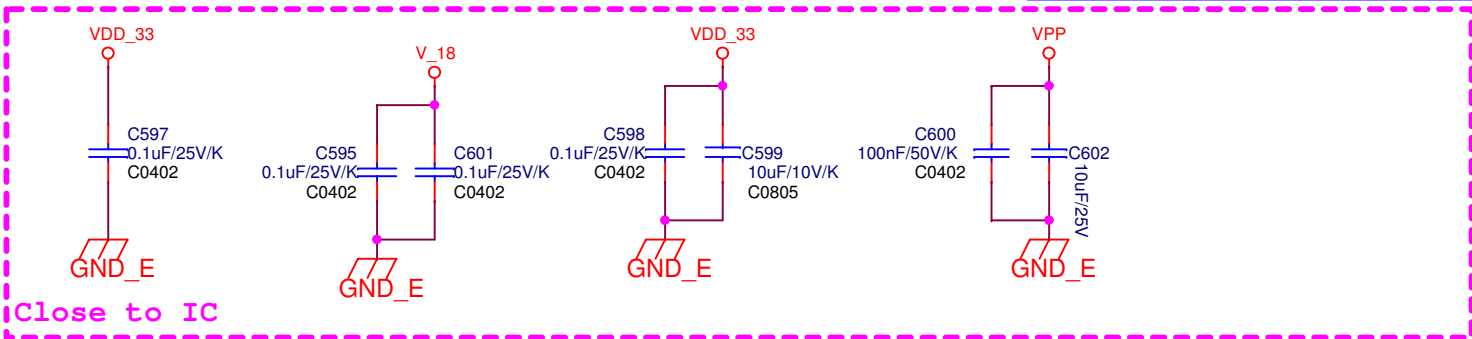 VDD_33
C597
0.1uF/25V/K
C0402
GND_E
V_18
C595
0.1uF/25V/K
C0402
C601
0.1uF/25V/K
C0402
GND_E
VDD_33
C598
0.1uF/25V/K
C0402
C599
10uF/10V/K
C0805
GND_E
VPP
C600
100nF/50V/K
C0402
C602
10uF/25V
GND_E
Close to IC